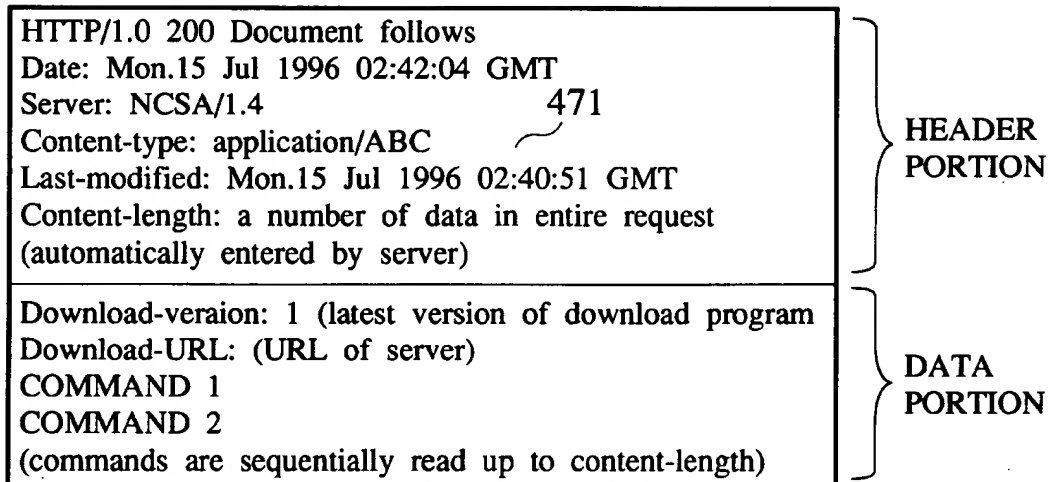 HTTP/1.0 200 Document follows
Date: Mon.15 Jul 1996 02:42:04 GMT
Server: NCSA/1.4
471
Content-type: application/ABC
Last-modified: Mon.15 Jul 1996 02:40:51 GMT
Content-length: a number of data in entire request
(automatically entered by server)
HEADER
PORTION
Download-veraion: 1 (latest version of download program
Download-URL: (URL of server)
COMMAND 1
COMMAND 2
(commands are sequentially read up to content-length)
DATA
PORTION